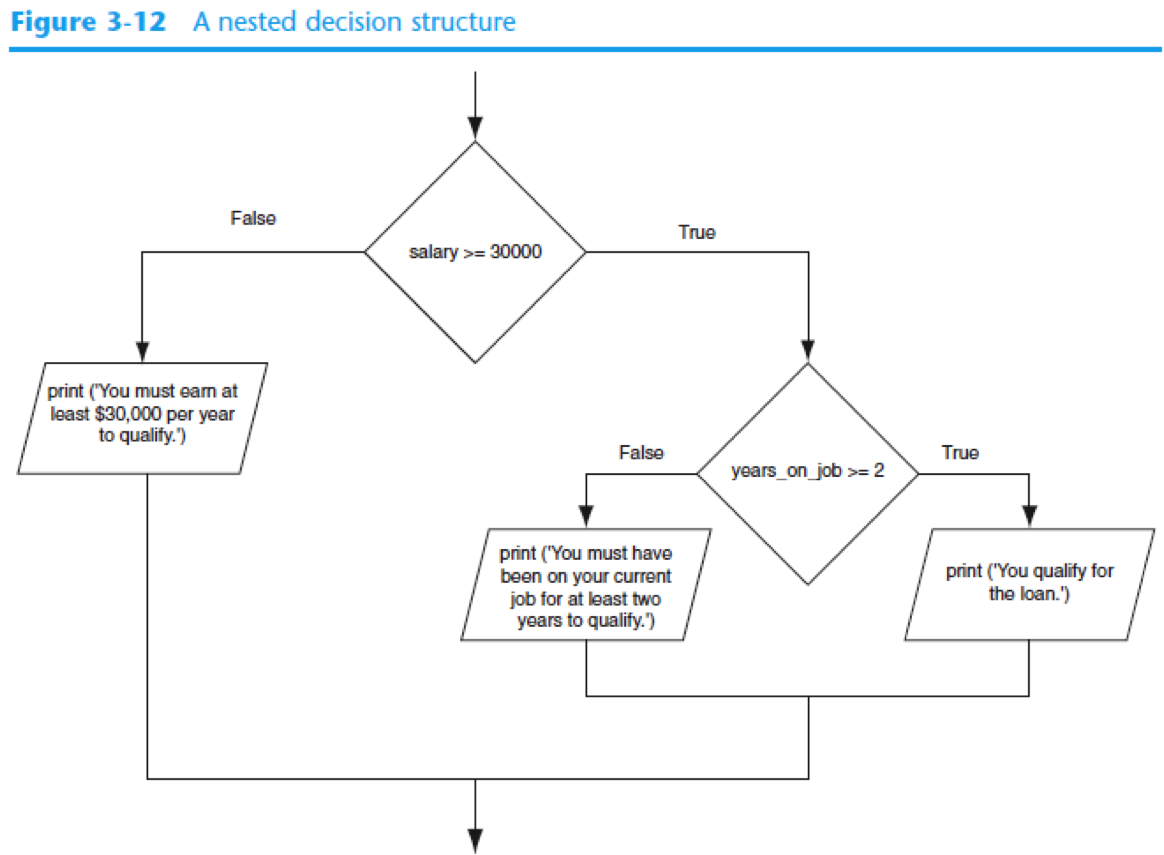 Figure 3-12 A nested decision structure
False
True
salary >= 30000
print ('You must earn at
least $30,000 per year
to qualify.')
False
True
years_on_job >= 2
print ('You must have
been on your current
job for at least two
years to qualify.')
print ('You qualify for
the loan.')